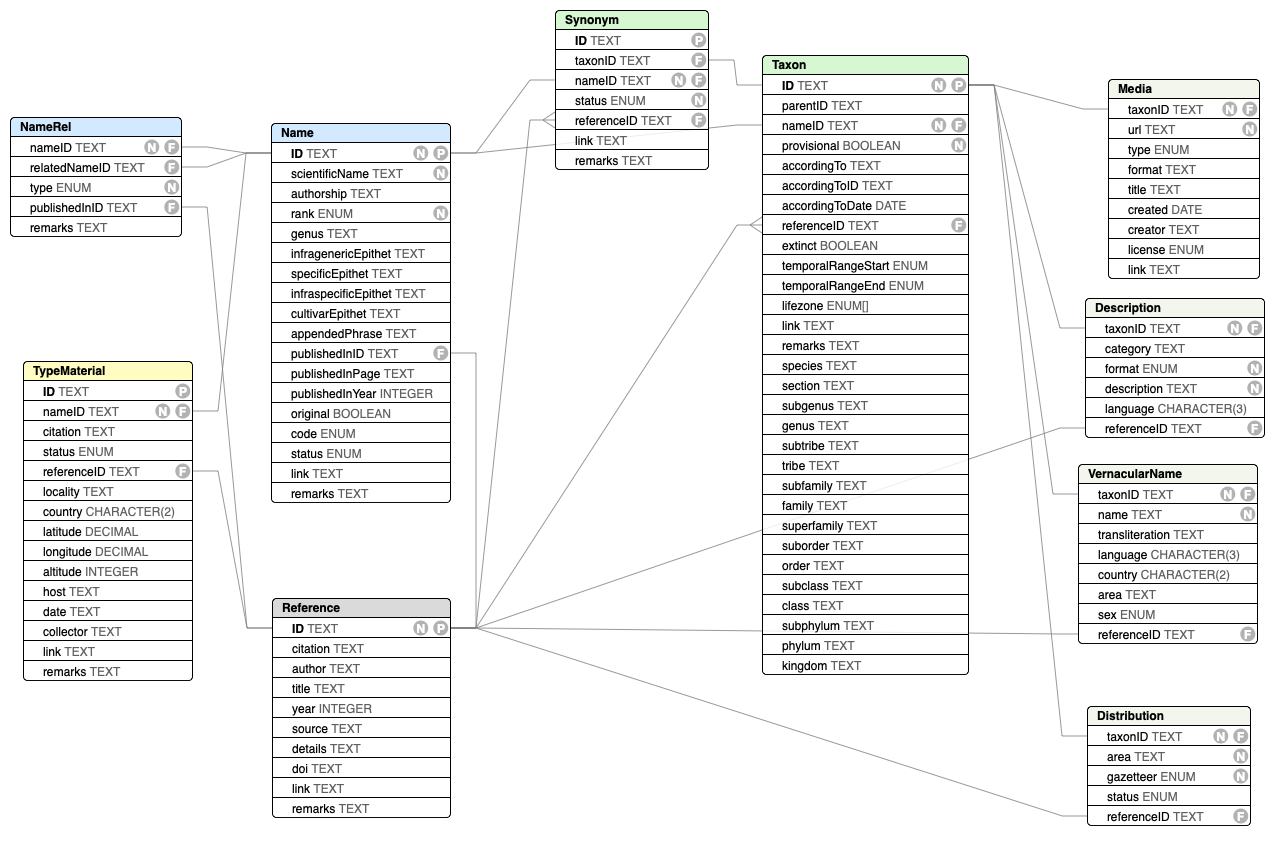 Synonym
ID TEXT P
taxonID TEXT F
nameID TEXT N F
status ENUM N
referenceID TEXT F
link TEXT
remarks TEXT
Taxon
ID TEXT N P
parentID TEXT
nameID TEXT N F
provisional BOOLEAN N
accordingTo TEXT
accordingToID TEXT
accordingToDate DATE
referenceID TEXT F
extinct BOOLEAN
temporalRangeStart ENUM
temporalRangeEnd ENUM
lifezone ENUM[]
link TEXT
remarks TEXT
species TEXT
section TEXT
subgenus TEXT
genus TEXT
subtribe TEXT
tribe TEXT
subfamily TEXT
family TEXT
superfamily TEXT
suborder TEXT
order TEXT
subclass TEXT
class TEXT
subphylum TEXT
phylum TEXT
kingdom TEXT
Media
taxonID TEXT N F
url TEXT N
type ENUM
format TEXT
title TEXT
created DATE
creator TEXT
license ENUM
link TEXT
NameRel
nameID TEXT N F
relatedNameID TEXT F
type ENUM N
publishedInID TEXT F
remarks TEXT
Name
ID TEXT N P
scientificName TEXT N
authorship TEXT
rank ENUM N
genus TEXT
infragenericEpithet TEXT
specificEpithet TEXT
infraspecificEpithet TEXT
cultivarEpithet TEXT
appendedPhrase TEXT
publishedInID TEXT F
publishedInPage TEXT
publishedInYear INTEGER
original BOOLEAN
code ENUM
status ENUM
link TEXT
remarks TEXT
Description
taxonID TEXT N F
category TEXT
format ENUM N
description TEXT N
language CHARACTER(3)
referenceID TEXT F
TypeMaterial
ID TEXT P
nameID TEXT N F
citation TEXT
status ENUM
referenceID TEXT F
locality TEXT
country CHARACTER(2)
latitude DECIMAL
longitude DECIMAL
altitude INTEGER
host TEXT
date TEXT
collector TEXT
link TEXT
remarks TEXT
VernacularName
taxonID TEXT N F
name TEXT N
transliteration TEXT
language CHARACTER(3)
country CHARACTER(2)
area TEXT
sex ENUM
referenceID TEXT F
Reference
ID TEXT N P
citation TEXT
author TEXT
title TEXT
year INTEGER
source TEXT
details TEXT
doi TEXT
link TEXT
remarks TEXT
Distribution
taxonID TEXT N F
area TEXT N
gazetteer ENUM N
status ENUM
referenceID TEXT F